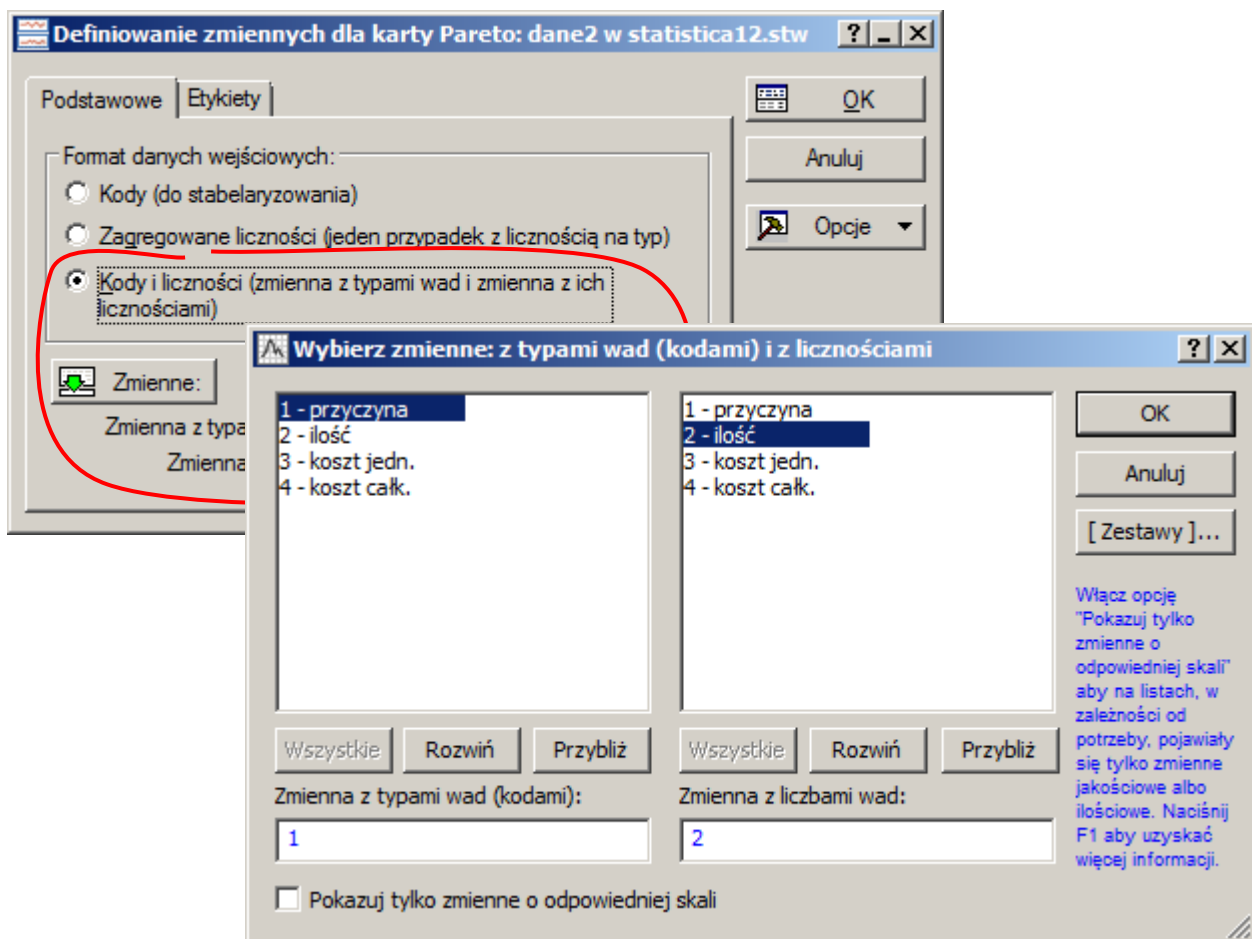 Definiowanie zmiennych dla karty Pareto: dane2 w statistica12.stw
Podstawowe
Etykiety
OK
Anuluj
Opcje
Format danych wejściowych:
Kody (do stabelaryzowania)
Zagregowane liczności (jeden przypadek z licznością na typ)
Kody i liczności (zmienna z typami wad i zmienna z ich
licznościami)
Zmienne:
Zmienna z typa
Zmienna
Wybierz zmienne: z typami wad (kodami) i z licznościami
1 - przyczyna
2 - ilość
3 - koszt jedn.
4 - koszt całk.
1 - przyczyna
2 - ilość
3 - koszt jedn.
4 - koszt całk.
OK
Anuluj
[ Zestawy ]...
Włącz opcję
"Pokazuj tylko
zmienne o
odpowiedniej skali"
aby na listach, w
zależności od
potrzeby, pojawiały
się tylko zmienne
jakościowe albo
ilościowe. Naciśnij
F1 aby uzyskać
więcej informacji.
Wszystkie
Rozwiń
Przybliż
Wszystkie
Rozwiń
Przybliż
Zmienna z typami wad (kodami):
Zmienna z liczbami wad:
1
2
Pokazuj tylko zmienne o odpowiedniej skali